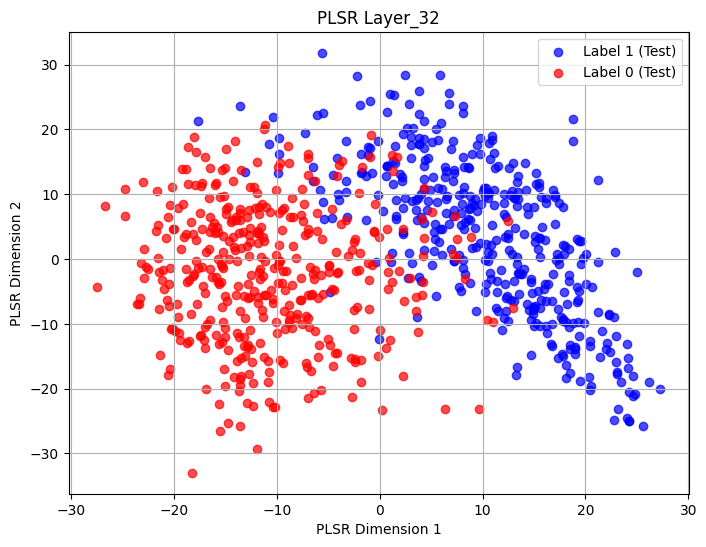 PLSR Layer_32
Label 1 (Test)
Label 0 (Test)
30
20
10
0
−10
−20
−30
PLSR Dimension 2
−30
−20
−10
0
10
20
30
PLSR Dimension 1